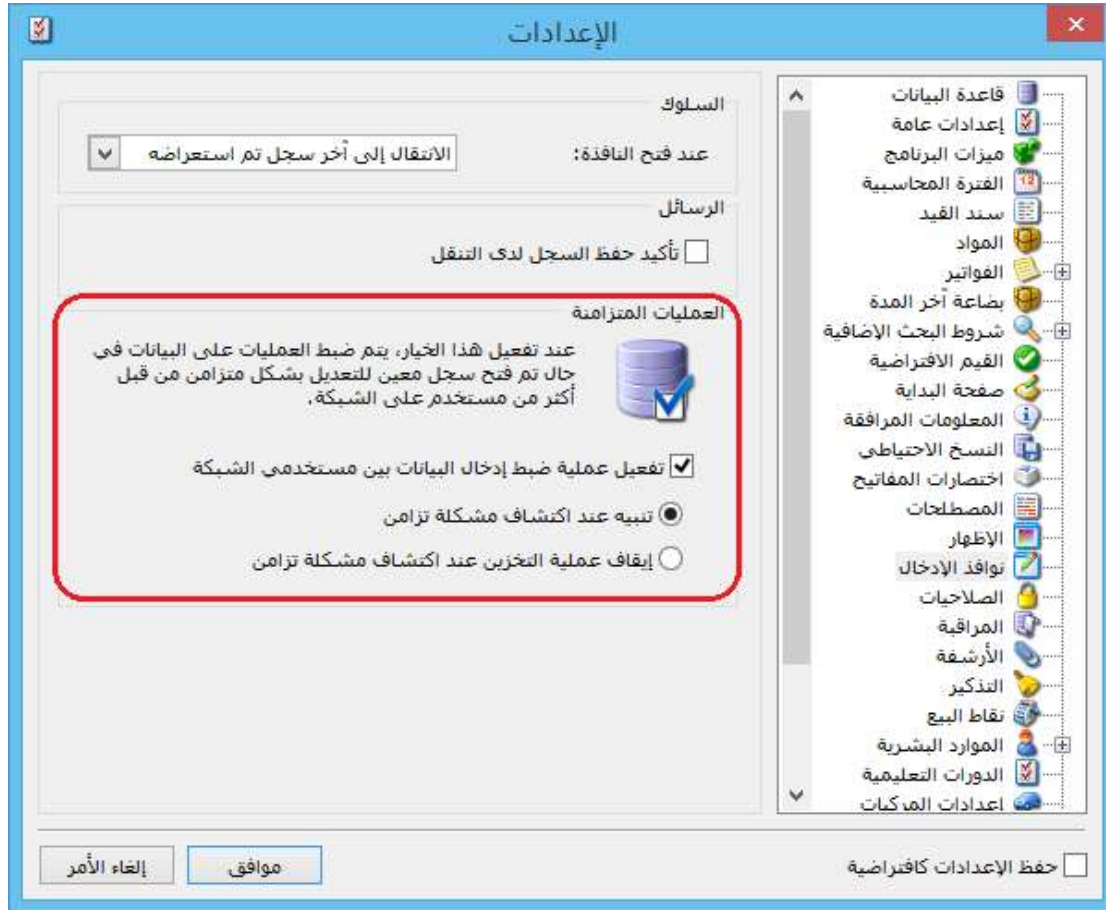 الإعدادات
قاعدة البيانات
إعدادات عامة
ميزات البرنامج
الفترة المحاسبية
سند القيد
المواد
الفواتير
بضاعة آخر المدة
شروط البحث الإضافية
القيم الافتراضية
صفحة البداية
المعلومات المرافقة
النسخ الاحتياطي
اختصارات المفاتيح
المصطلحات
الإظهار
نوافذ الإدخال
الصلاحيات
المراقبة
الأرشفة
التذكير
نقاط البيع
الموارد البشرية
الدورات التعليمية
إعدادات المركبات
السلوك
عند فتح النافذة: الانتقال إلى آخر سجل تم استعراضه
الرسائل
تأكيد حفظ السجل لدى التنقل
العمليات المتزامنة
عند تفعيل هذا الخيار، يتم ضبط العمليات على البيانات في
حال تم فتح سجل معين للتعديل بشكل متزامن من قبل
أكثر من مستخدم على الشبكة.
تفعيل عملية ضبط إدخال البيانات بين مستخدمي الشبكة
تنبيه عند اكتشاف مشكلة تزامن
إيقاف عملية التخزين عند اكتشاف مشكلة تزامن
حفظ الإعدادات كافتراضية
موافق
إلغاء الأمر